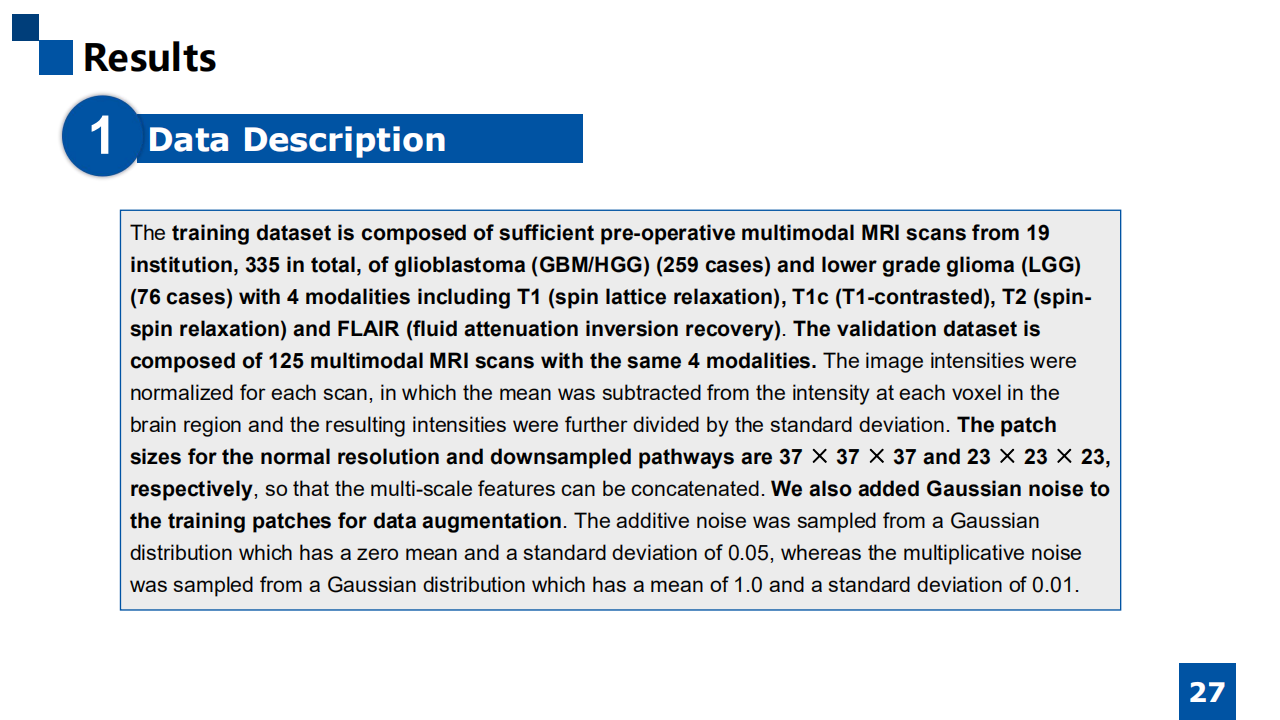 Results
1
Data Description
The training dataset is composed of sufficient pre-operative multimodal MRI scans from 19
institution, 335 in total, of glioblastoma (GBM/HGG) (259 cases) and lower grade glioma (LGG)
(76 cases) with 4 modalities including T1 (spin lattice relaxation), T1c (T1-contrasted), T2 (spin-
spin relaxation) and FLAIR (fluid attenuation inversion recovery). The validation dataset is
composed of 125 multimodal MRI scans with the same 4 modalities. The image intensities were
normalized for each scan, in which the mean was subtracted from the intensity at each voxel in the
brain region and the resulting intensities were further divided by the standard deviation. The patch
sizes for the normal resolution and downsampled pathways are 37 × 37 × 37 and 23 × 23 × 23,
respectively, so that the multi-scale features can be concatenated. We also added Gaussian noise to
the training patches for data augmentation. The additive noise was sampled from a Gaussian
distribution which has a zero mean and a standard deviation of 0.05, whereas the multiplicative noise
was sampled from a Gaussian distribution which has a mean of 1.0 and a standard deviation of 0.01.
27